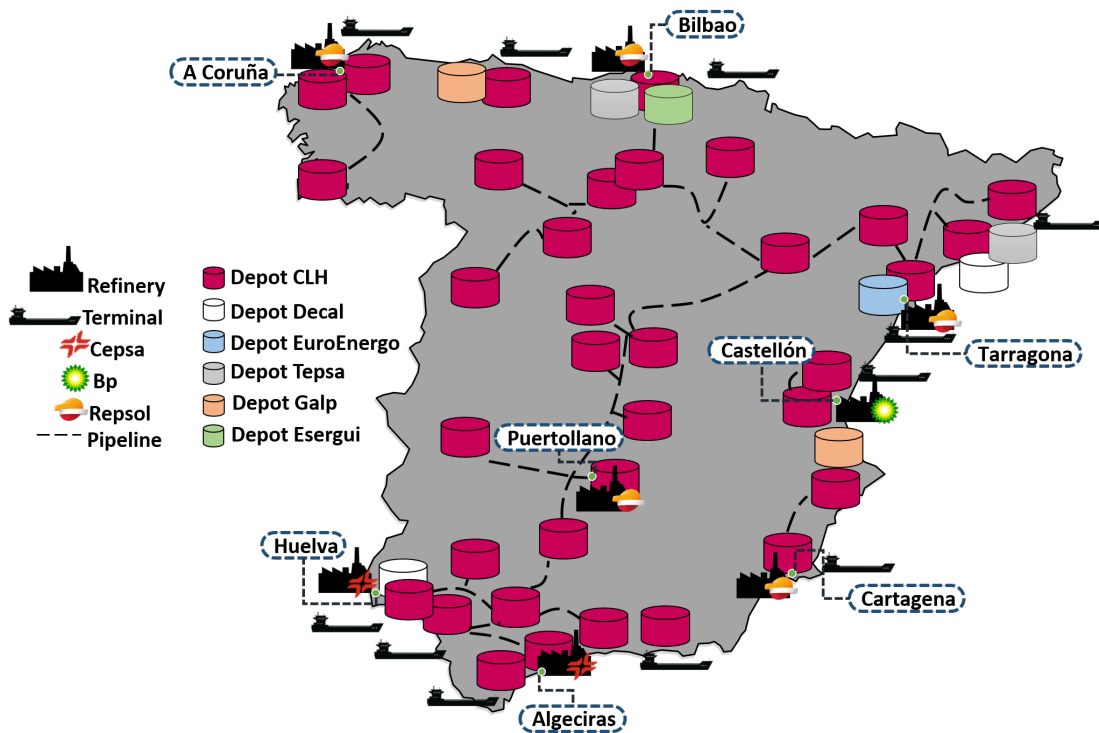 Bilbao
A Coruña
Refinery
Terminal
Cepsa
Bp
Repsol
Pipeline
Depot CLH
Depot Decal
Depot EuroEnergo
Depot Tepsa
Depot Galp
Depot Esergui
Castellón
Tarragona
Puertollano
Huelva
Cartagena
Algeciras